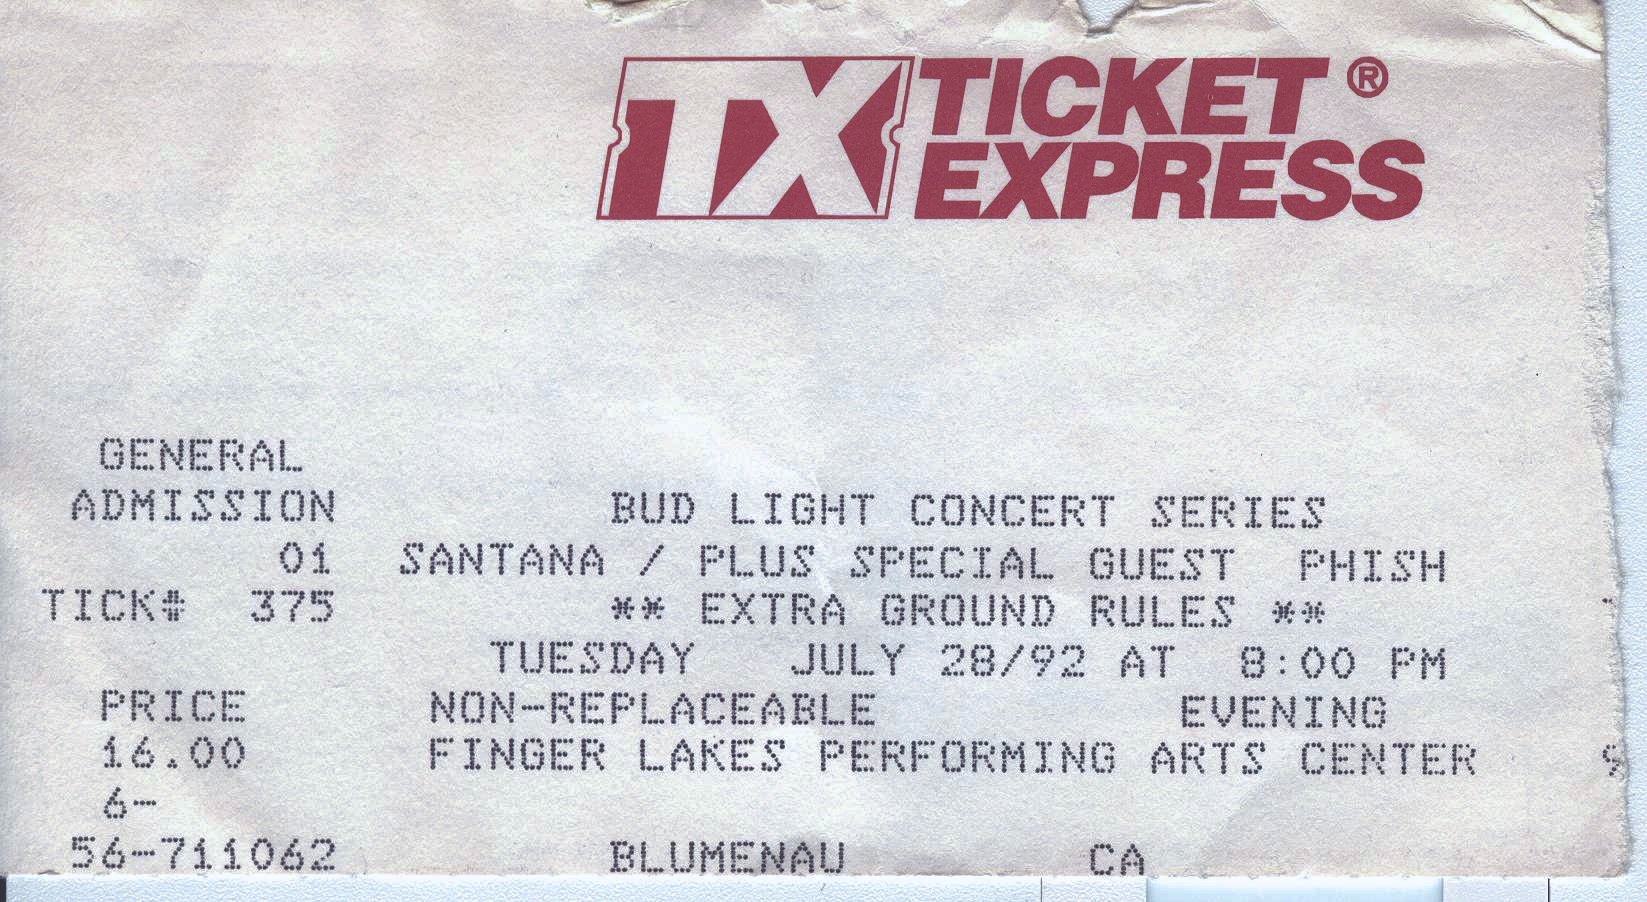 TX TICKET ®
EXPRESS
GENERAL
ADMISSION BUD LIGHT CONCERT SERIES
01 SANTANA / PLUS SPECIAL GUEST PHISH
TICK# 375 ** EXTRA GROUND RULES **
TUESDAY JULY 28/92 AT 8:00 PM
PRICE NON-REPLACEABLE EVENING
16.00 FINGER LAKES PERFORMING ARTS CENTER
6-
56-711062 BLUMENAU CA